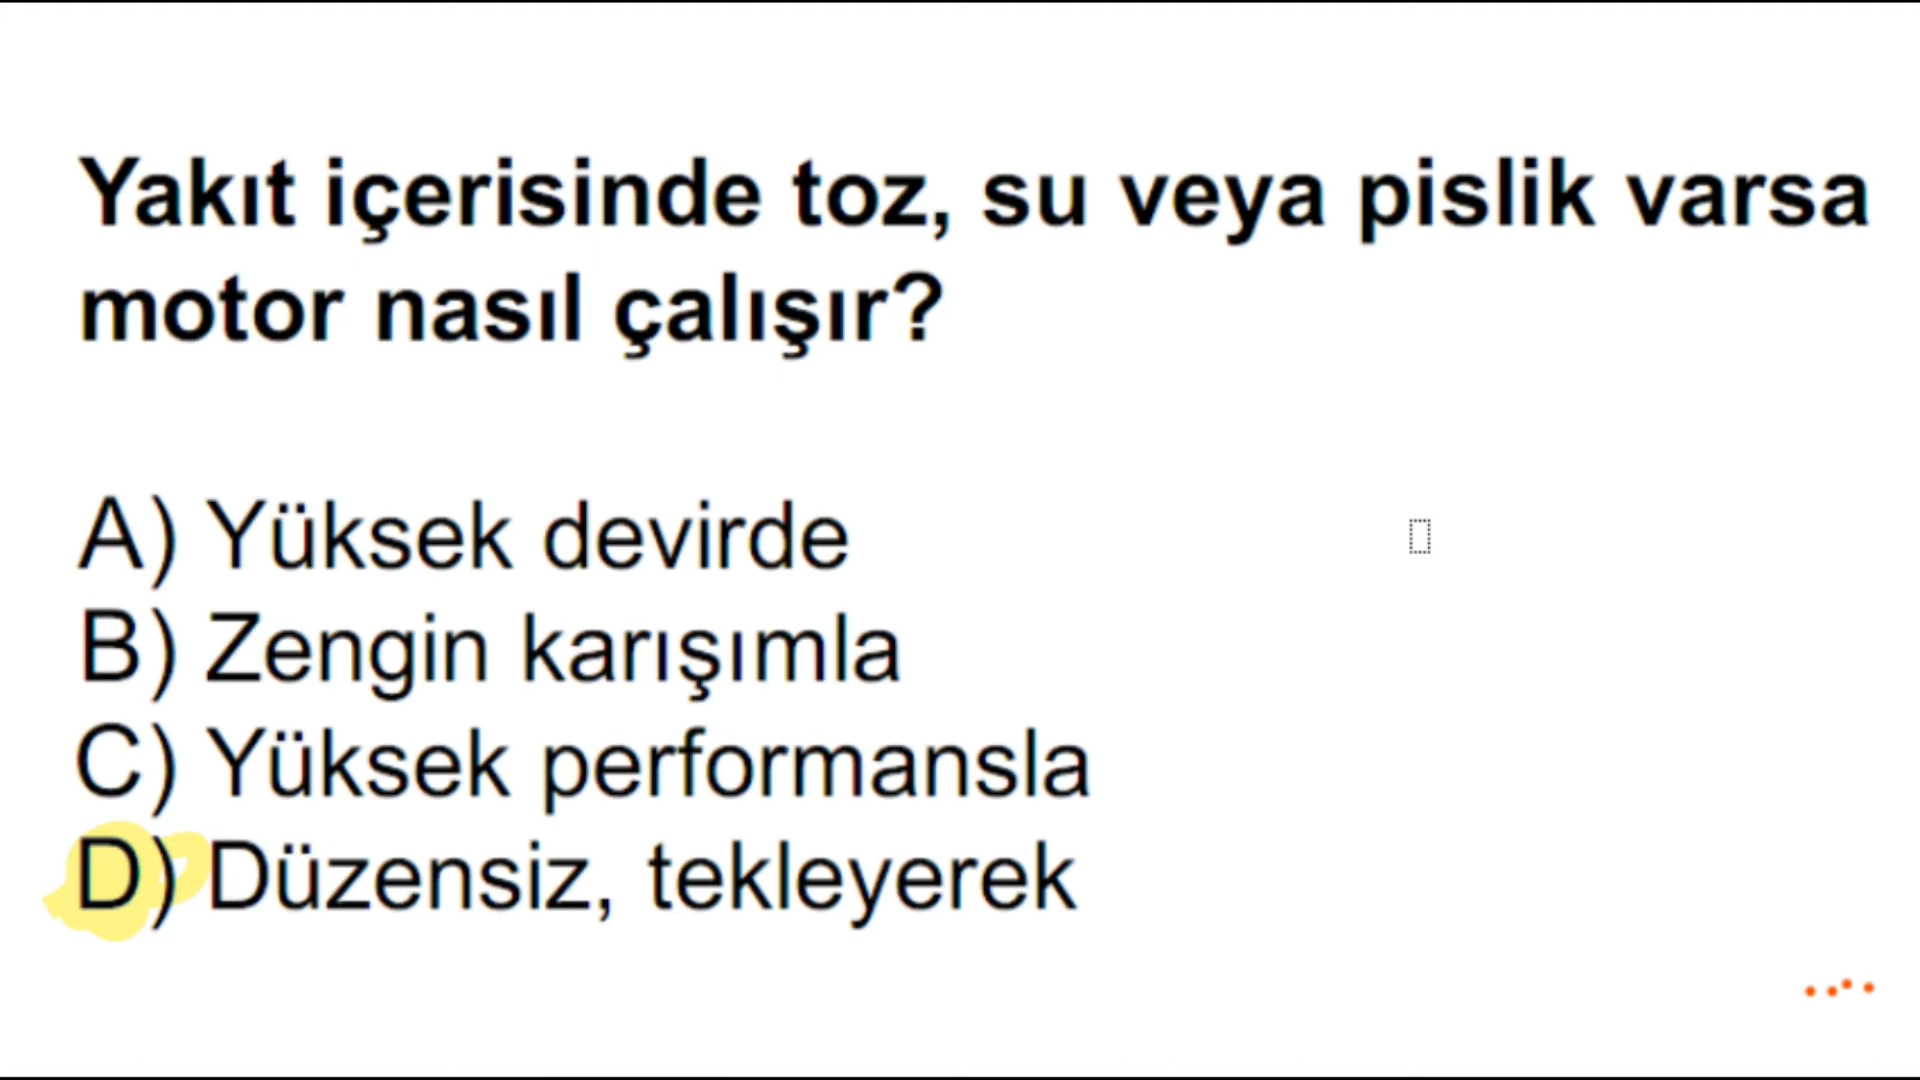 Yakıt içerisinde toz, su veya pislik varsa
motor nasıl çalışır?
A) Yüksek devirde
B) Zengin karışımla
C) Yüksek performansla
D) Düzensiz, tekleyerek